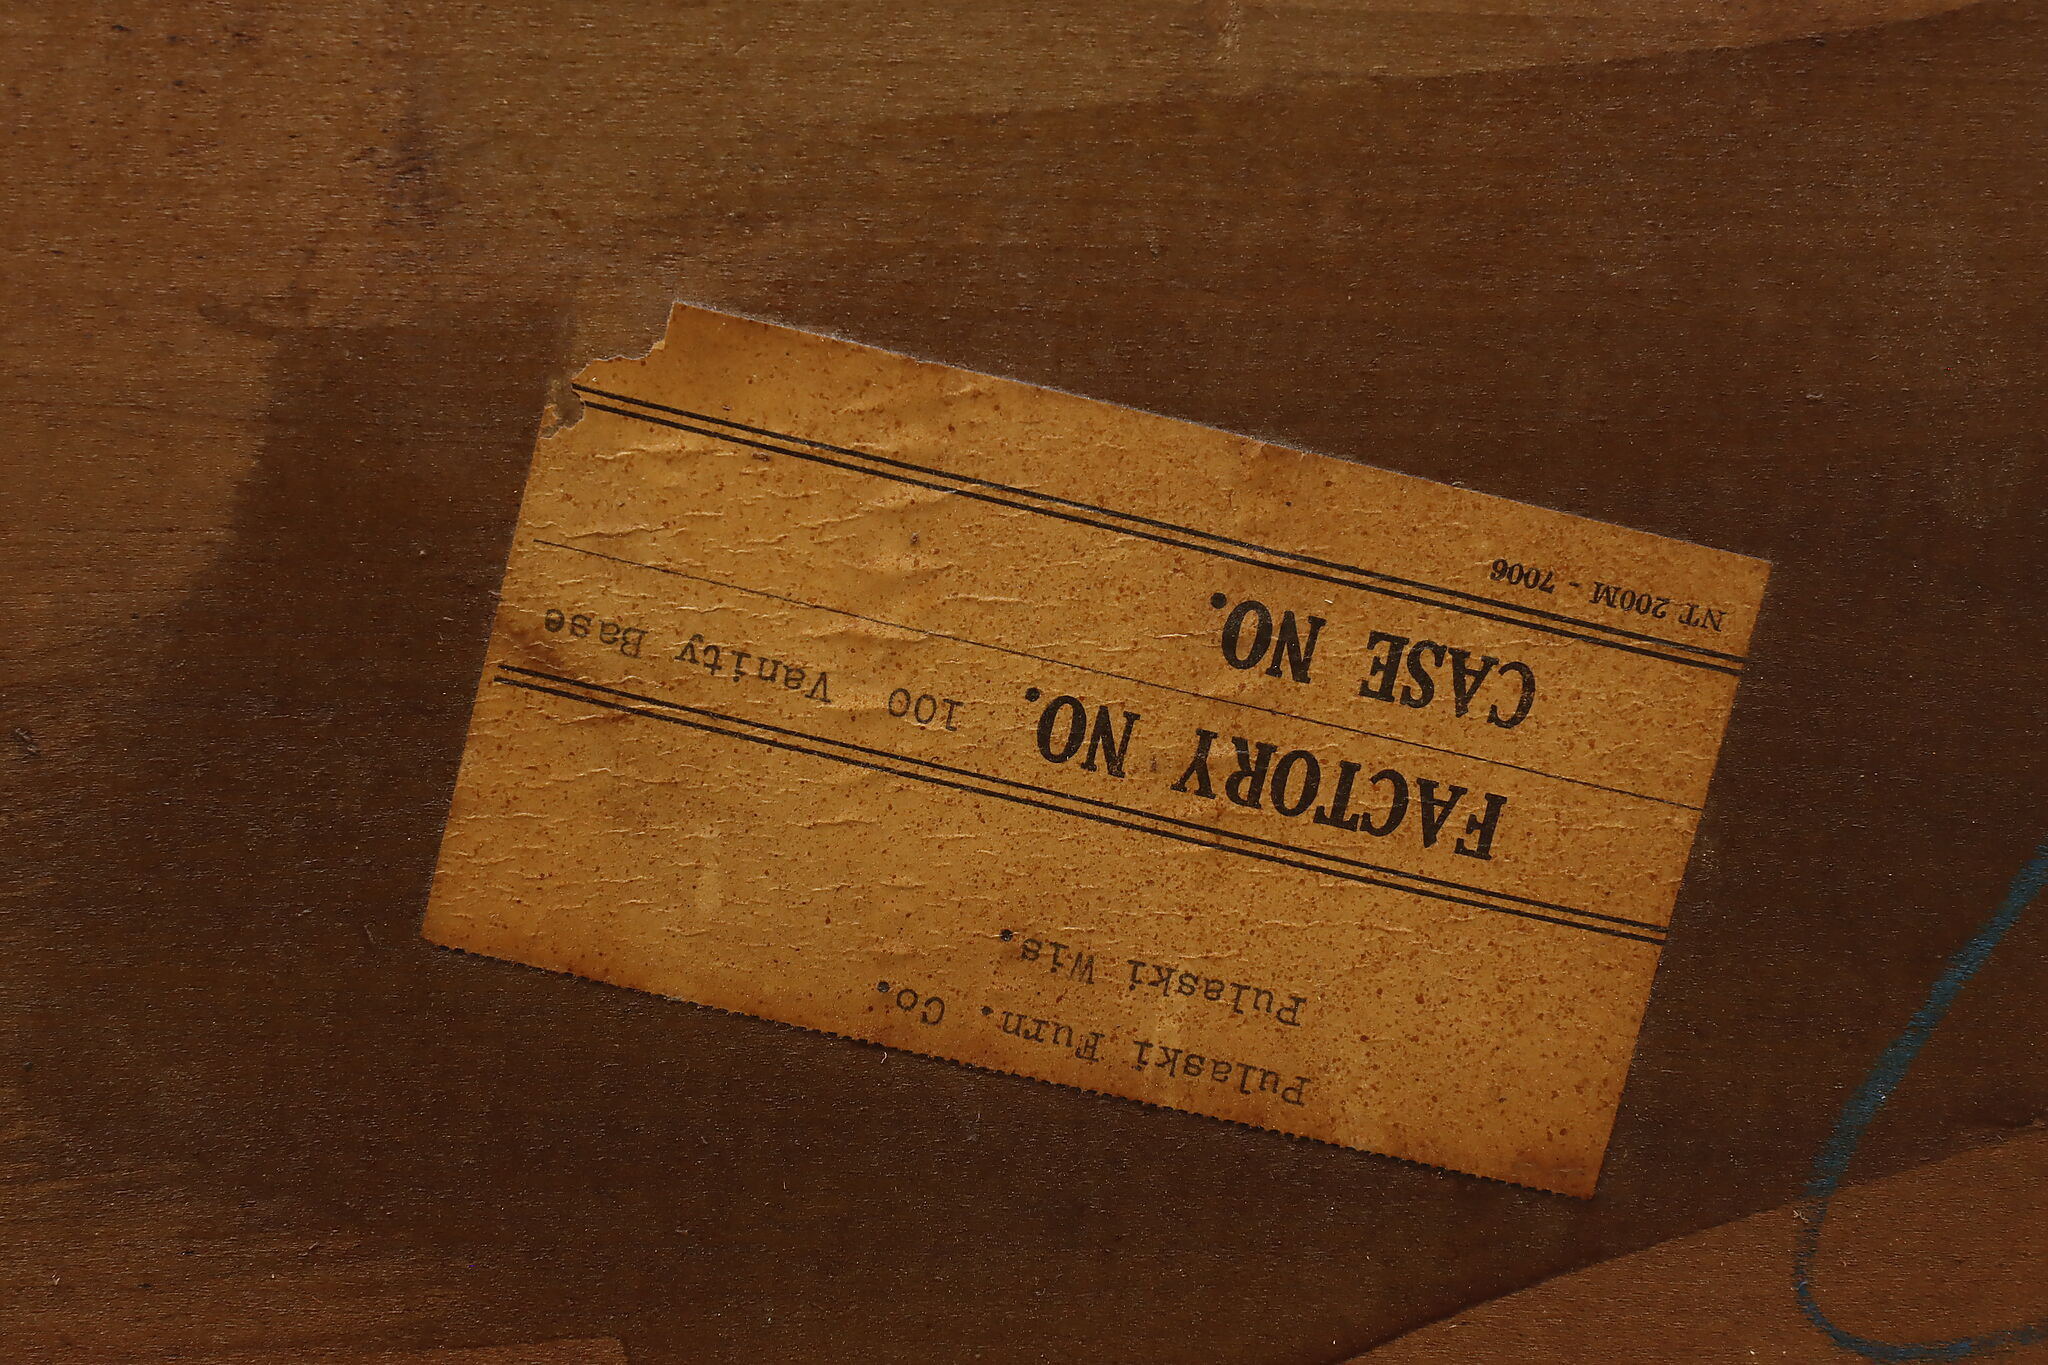 Pulaski Furn. Co.
Pulaski Wis.
FACTORY NO. 100 Vanity Base
CASE NO.
NT 200M - 7006